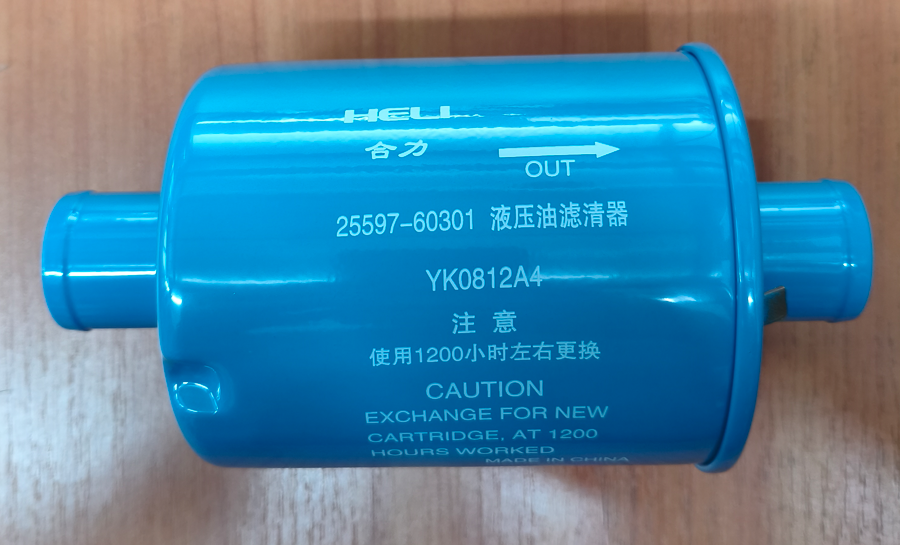 HELI
合力
OUT
25597-60301 液压油滤清器
YK0812A4
注 意
使用1200小时左右更换
CAUTION
EXCHANGE FOR NEW
CARTRIDGE, AT 1200
HOURS WORKED
MADE IN CHINA